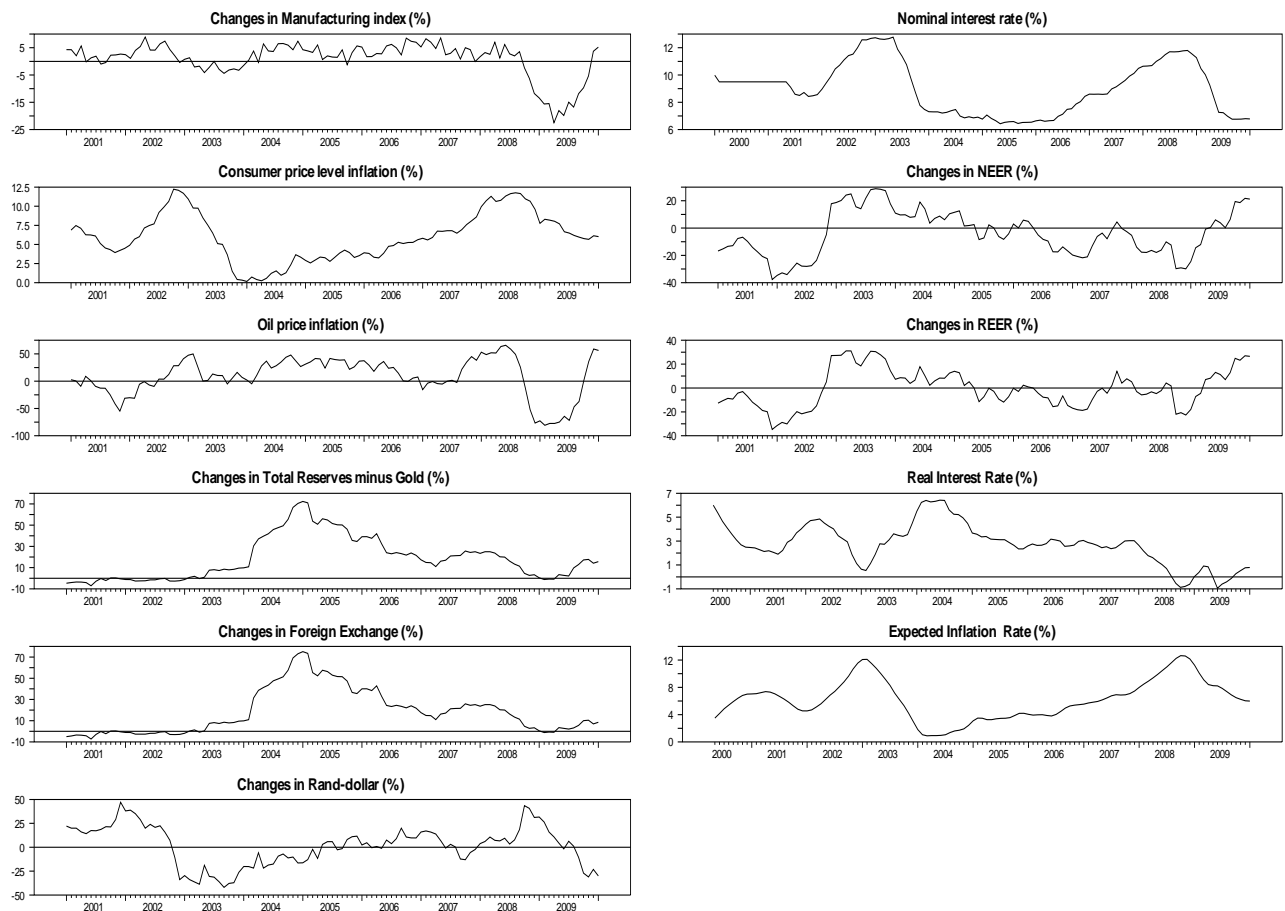 Changes in Manufacturing index (%)
5
-5
-15
-25
2001 2002 2003 2004 2005 2006 2007 2008 2009
Consumer price level inflation (%)
12.5
10.0
7.5
5.0
2.5
0.0
2001 2002 2003 2004 2005 2006 2007 2008 2009
Oil price inflation (%)
50
0
-50
-100
2001 2002 2003 2004 2005 2006 2007 2008 2009
Changes in Total Reserves minus Gold (%)
70
50
30
10
-10
2001 2002 2003 2004 2005 2006 2007 2008 2009
Changes in Foreign Exchange (%)
70
50
30
10
-10
2001 2002 2003 2004 2005 2006 2007 2008 2009
Changes in Rand-dollar (%)
50
25
0
-25
-50
2001 2002 2003 2004 2005 2006 2007 2008 2009
Nominal interest rate (%)
12
10
8
6
2000 2001 2002 2003 2004 2005 2006 2007 2008 2009
Changes in NEER (%)
20
0
-20
-40
2001 2002 2003 2004 2005 2006 2007 2008 2009
Changes in REER (%)
40
20
0
-20
-40
2001 2002 2003 2004 2005 2006 2007 2008 2009
Real Interest Rate (%)
7
5
3
1
-1
2000 2001 2002 2003 2004 2005 2006 2007 2008 2009
Expected Inflation Rate (%)
12
8
4
0
2000 2001 2002 2003 2004 2005 2006 2007 2008 2009